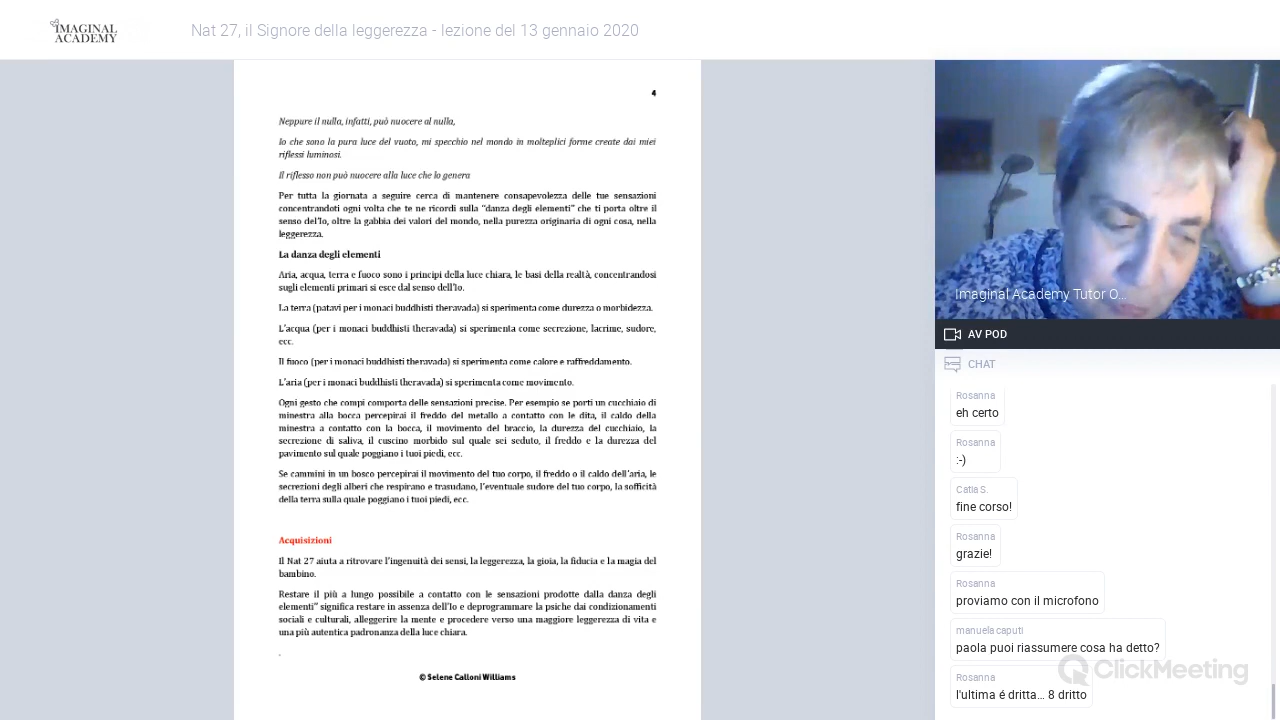 IMAGINAL
ACADEMY
Nat 27, il Signore della leggerezza - lezione del 13 gennaio 2020
4
Neppure il nulla, infatti, può nuocere al nulla,
Io che sono la pura luce del vuoto, mi specchio nel mondo in molteplici forme create dai miei
riflessi luminosi.
Il riflesso non può nuocere alla luce che lo genera
Per tutta la giornata a seguire cerca di mantenere consapevolezza delle tue sensazioni
concentrandoti ogni volta che te ne ricordi sulla “danza degli elementi” che ti porta oltre il
senso del'Io, oltre la gabbia dei valori del mondo, nella purezza originaria di ogni cosa, nella
leggerezza.
La danza degli elementi
Aria, acqua, terra e fuoco sono i principi della luce chiara, le basi della realtà, concentrandosi
sugli elementi primari si esce dal senso dell'Io.
La terra (patavi per i monaci buddhisti theravada) si sperimenta come durezza o morbidezza.
L'acqua (per i monaci buddhisti theravada) si sperimenta come secrezione, lacrime, sudore,
ecc.
Il fuoco (per i monaci buddhisti theravada) si sperimenta come calore e raffreddamento.
L'aria (per i monaci buddhisti theravada) si sperimenta come movimento.
Ogni gesto che compi comporta delle sensazioni precise. Per esempio se porti un cucchiaio di
minestra alla bocca percepirai il freddo del metallo a contatto con le dita, il caldo della
minestra a contatto con la bocca, il movimento del braccio, la durezza del cucchiaio, la
secrezione di saliva, il cuscino morbido sul quale sei seduto, il freddo e la durezza del
pavimento sul quale poggiano i tuoi piedi, ecc.
Se cammini in un bosco percepirai il movimento del tuo corpo, il freddo o il caldo dell'aria, le
secrezioni degli alberi che respirano e trasudano, l'eventuale sudore del tuo corpo, la sofficità
della terra sulla quale poggiano i tuoi piedi, ecc.
Acquisizioni
Il Nat 27 aiuta a ritrovare l'ingenuità dei sensi, la leggerezza, la gioia, la fiducia e la magia del
bambino.
Restare il più a lungo possibile a contatto con le sensazioni prodotte dalla danza degli
elementi” significa restare in assenza dell'Io e deprogrammare la psiche dai condizionamenti
sociali e culturali, alleggerire la mente e procedere verso una maggiore leggerezza di vita e
una più autentica padronanza della luce chiara.
.
© Selene Calloni Williams
Imaginal Academy Tutor O...
AV POD
CHAT
Rosanna
eh certo
Rosanna
:-)
Catia S.
fine corso!
Rosanna
grazie!
Rosanna
proviamo con il microfono
manuela caputi
paola puoi riassumere cosa ha detto?
Rosanna
l'ultima é dritta... 8 dritto
ClickMeeting